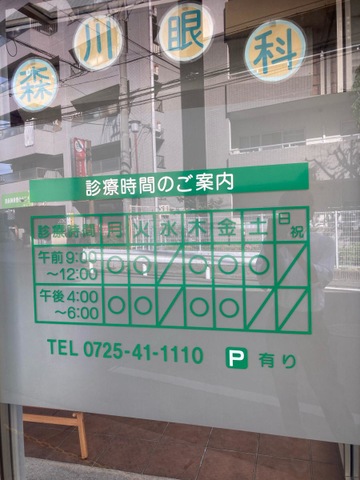 森川眼科
診療時間のご案内
診療時間 月 火 水 木 金 土 日祝
午前9:00～12:00 ○ ○ ／ ○ ○ ○ ／
午後4:00～6:00 ○ ○ ／ ○ ○ ／ ／
TEL 0725-41-1110 P 有り